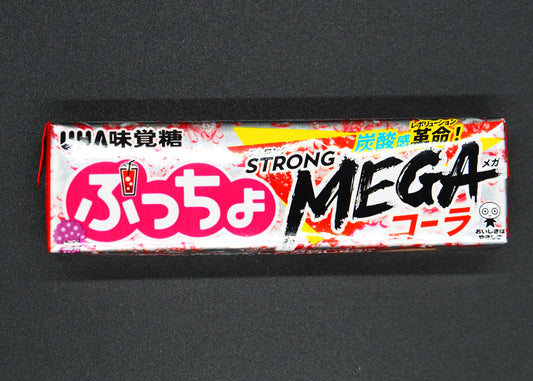 UHA味覚糖
ぷっちょ
STRONG
MEGA
メガ
コーラ
炭酸感
革命!
レボリューション
おいしさは
やさしさ